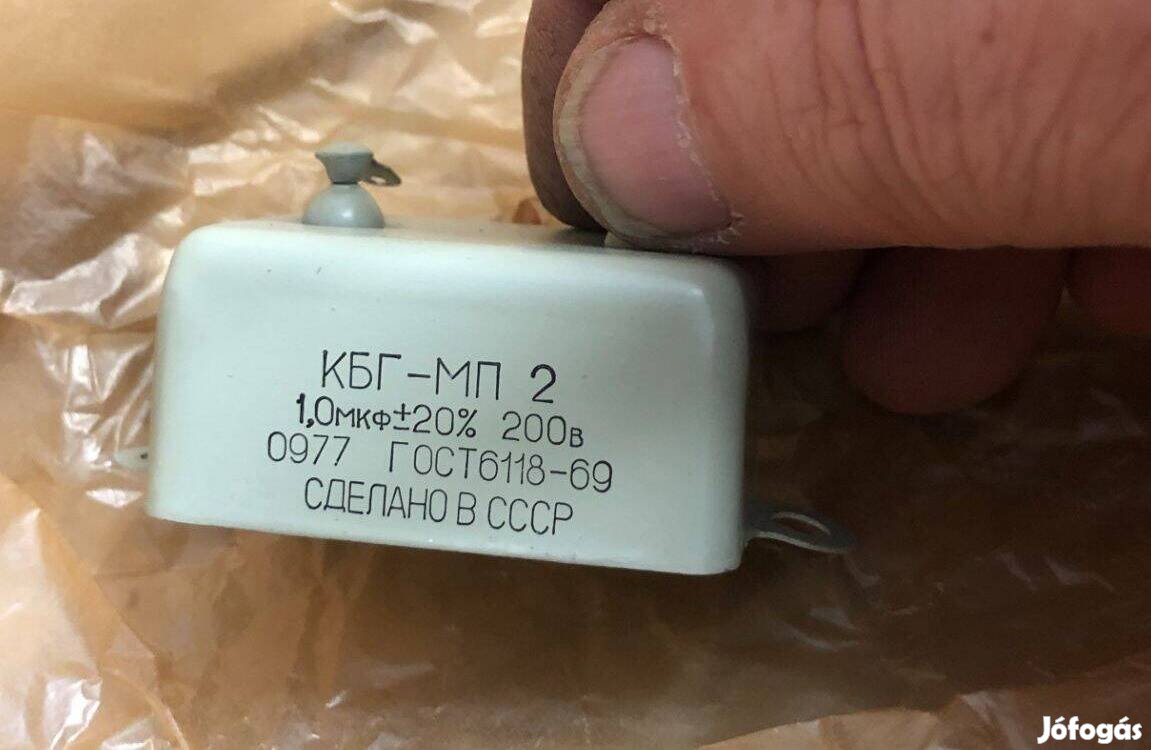 КБГ-МП 2
1,0мкф±20% 200в
0977 ГОСТ6118-69
СДЕЛАНО В СССР
Jófogás